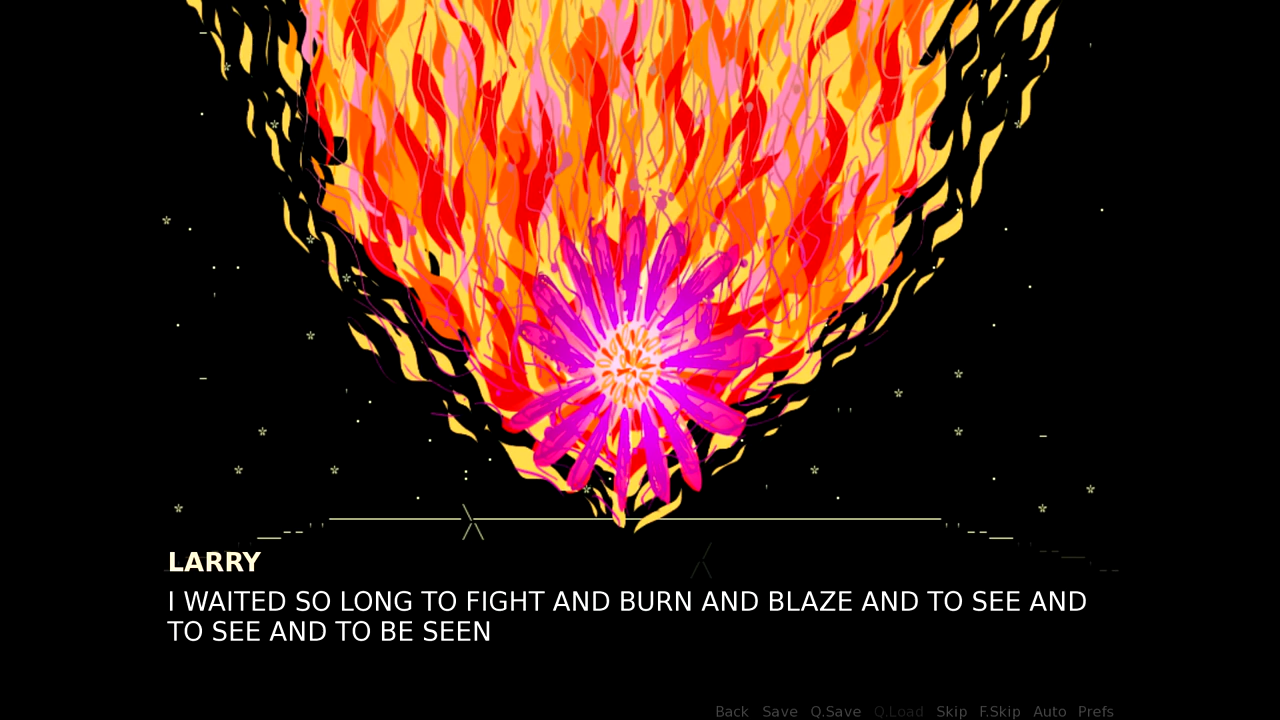 LARRY
I WAITED SO LONG TO FIGHT AND BURN AND BLAZE AND TO SEE AND
TO SEE AND TO BE SEEN
Back Save Q.Save Q.Load Skip F.Skip Auto Prefs